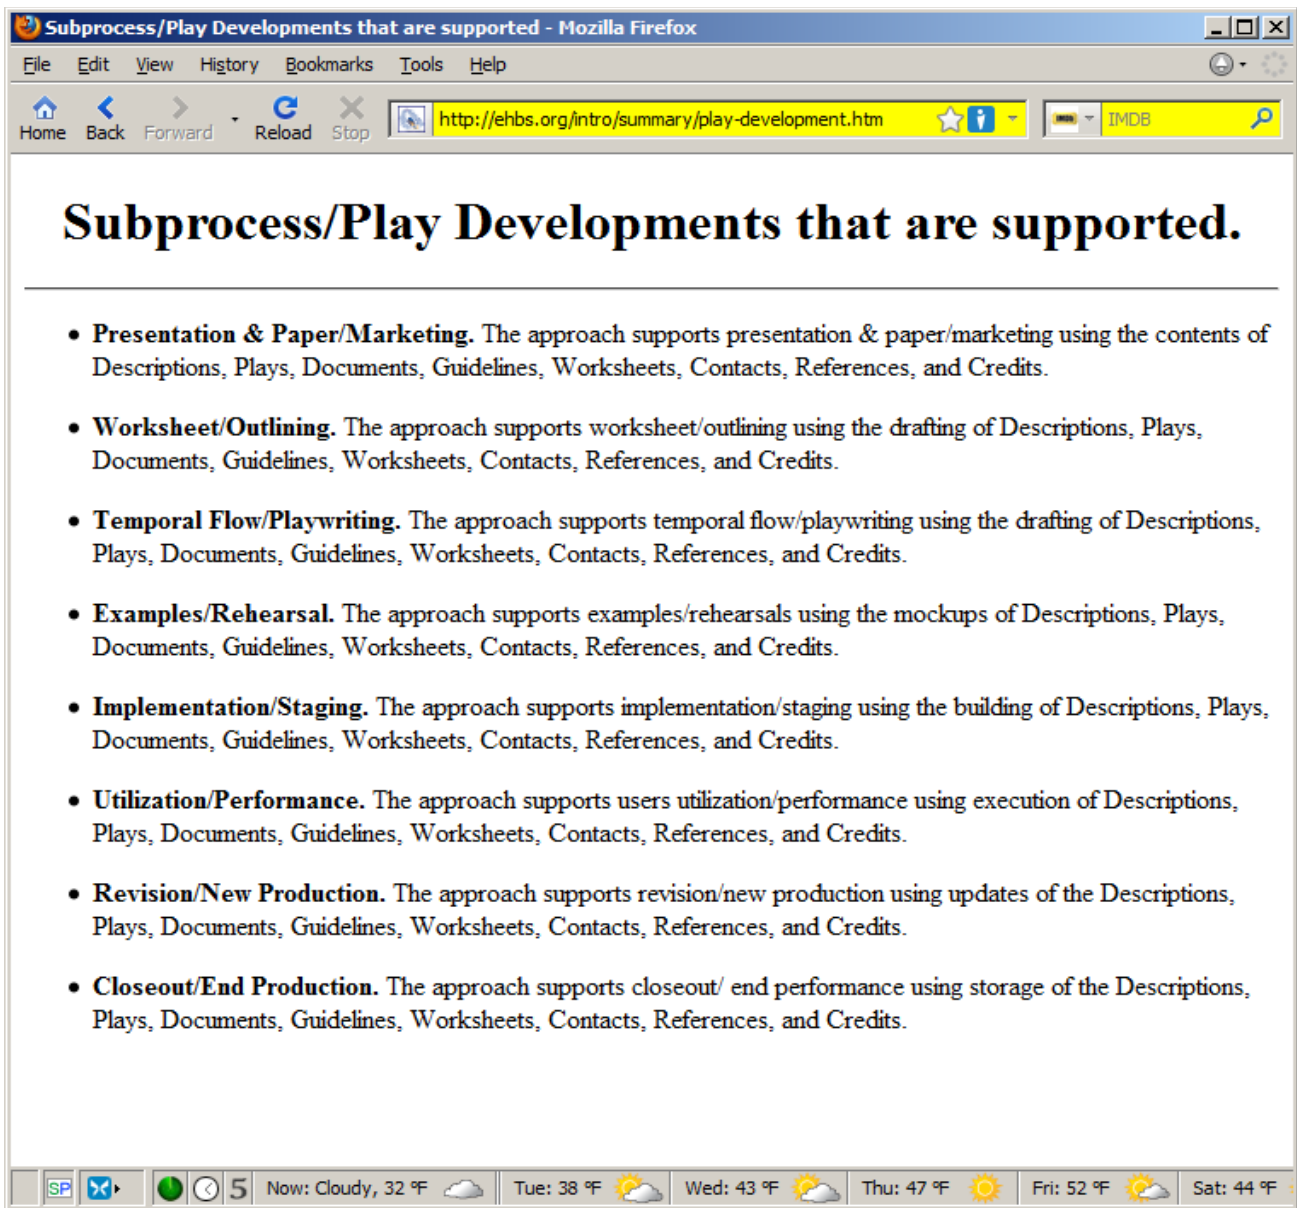 Subprocess/Play Developments that are supported - Mozilla Firefox
File Edit View History Bookmarks Tools Help
Home Back Forward Reload Stop http://ehbs.org/intro/summary/play-development.htm IMDB
Subprocess/Play Developments that are supported.
• Presentation & Paper/Marketing. The approach supports presentation & paper/marketing using the contents of
Descriptions, Plays, Documents, Guidelines, Worksheets, Contacts, References, and Credits.
• Worksheet/Outlining. The approach supports worksheet/outlining using the drafting of Descriptions, Plays,
Documents, Guidelines, Worksheets, Contacts, References, and Credits.
• Temporal Flow/Playwriting. The approach supports temporal flow/playwriting using the drafting of Descriptions,
Plays, Documents, Guidelines, Worksheets, Contacts, References, and Credits.
• Examples/Rehearsal. The approach supports examples/rehearsals using the mockups of Descriptions, Plays,
Documents, Guidelines, Worksheets, Contacts, References, and Credits.
• Implementation/Staging. The approach supports implementation/staging using the building of Descriptions, Plays,
Documents, Guidelines, Worksheets, Contacts, References, and Credits.
• Utilization/Performance. The approach supports users utilization/performance using execution of Descriptions,
Plays, Documents, Guidelines, Worksheets, Contacts, References, and Credits.
• Revision/New Production. The approach supports revision/new production using updates of the Descriptions,
Plays, Documents, Guidelines, Worksheets, Contacts, References, and Credits.
• Closeout/End Production. The approach supports closeout/ end performance using storage of the Descriptions,
Plays, Documents, Guidelines, Worksheets, Contacts, References, and Credits.
SP 5 Now: Cloudy, 32 °F Tue: 38 °F Wed: 43 °F Thu: 47 °F Fri: 52 °F Sat: 44 °F